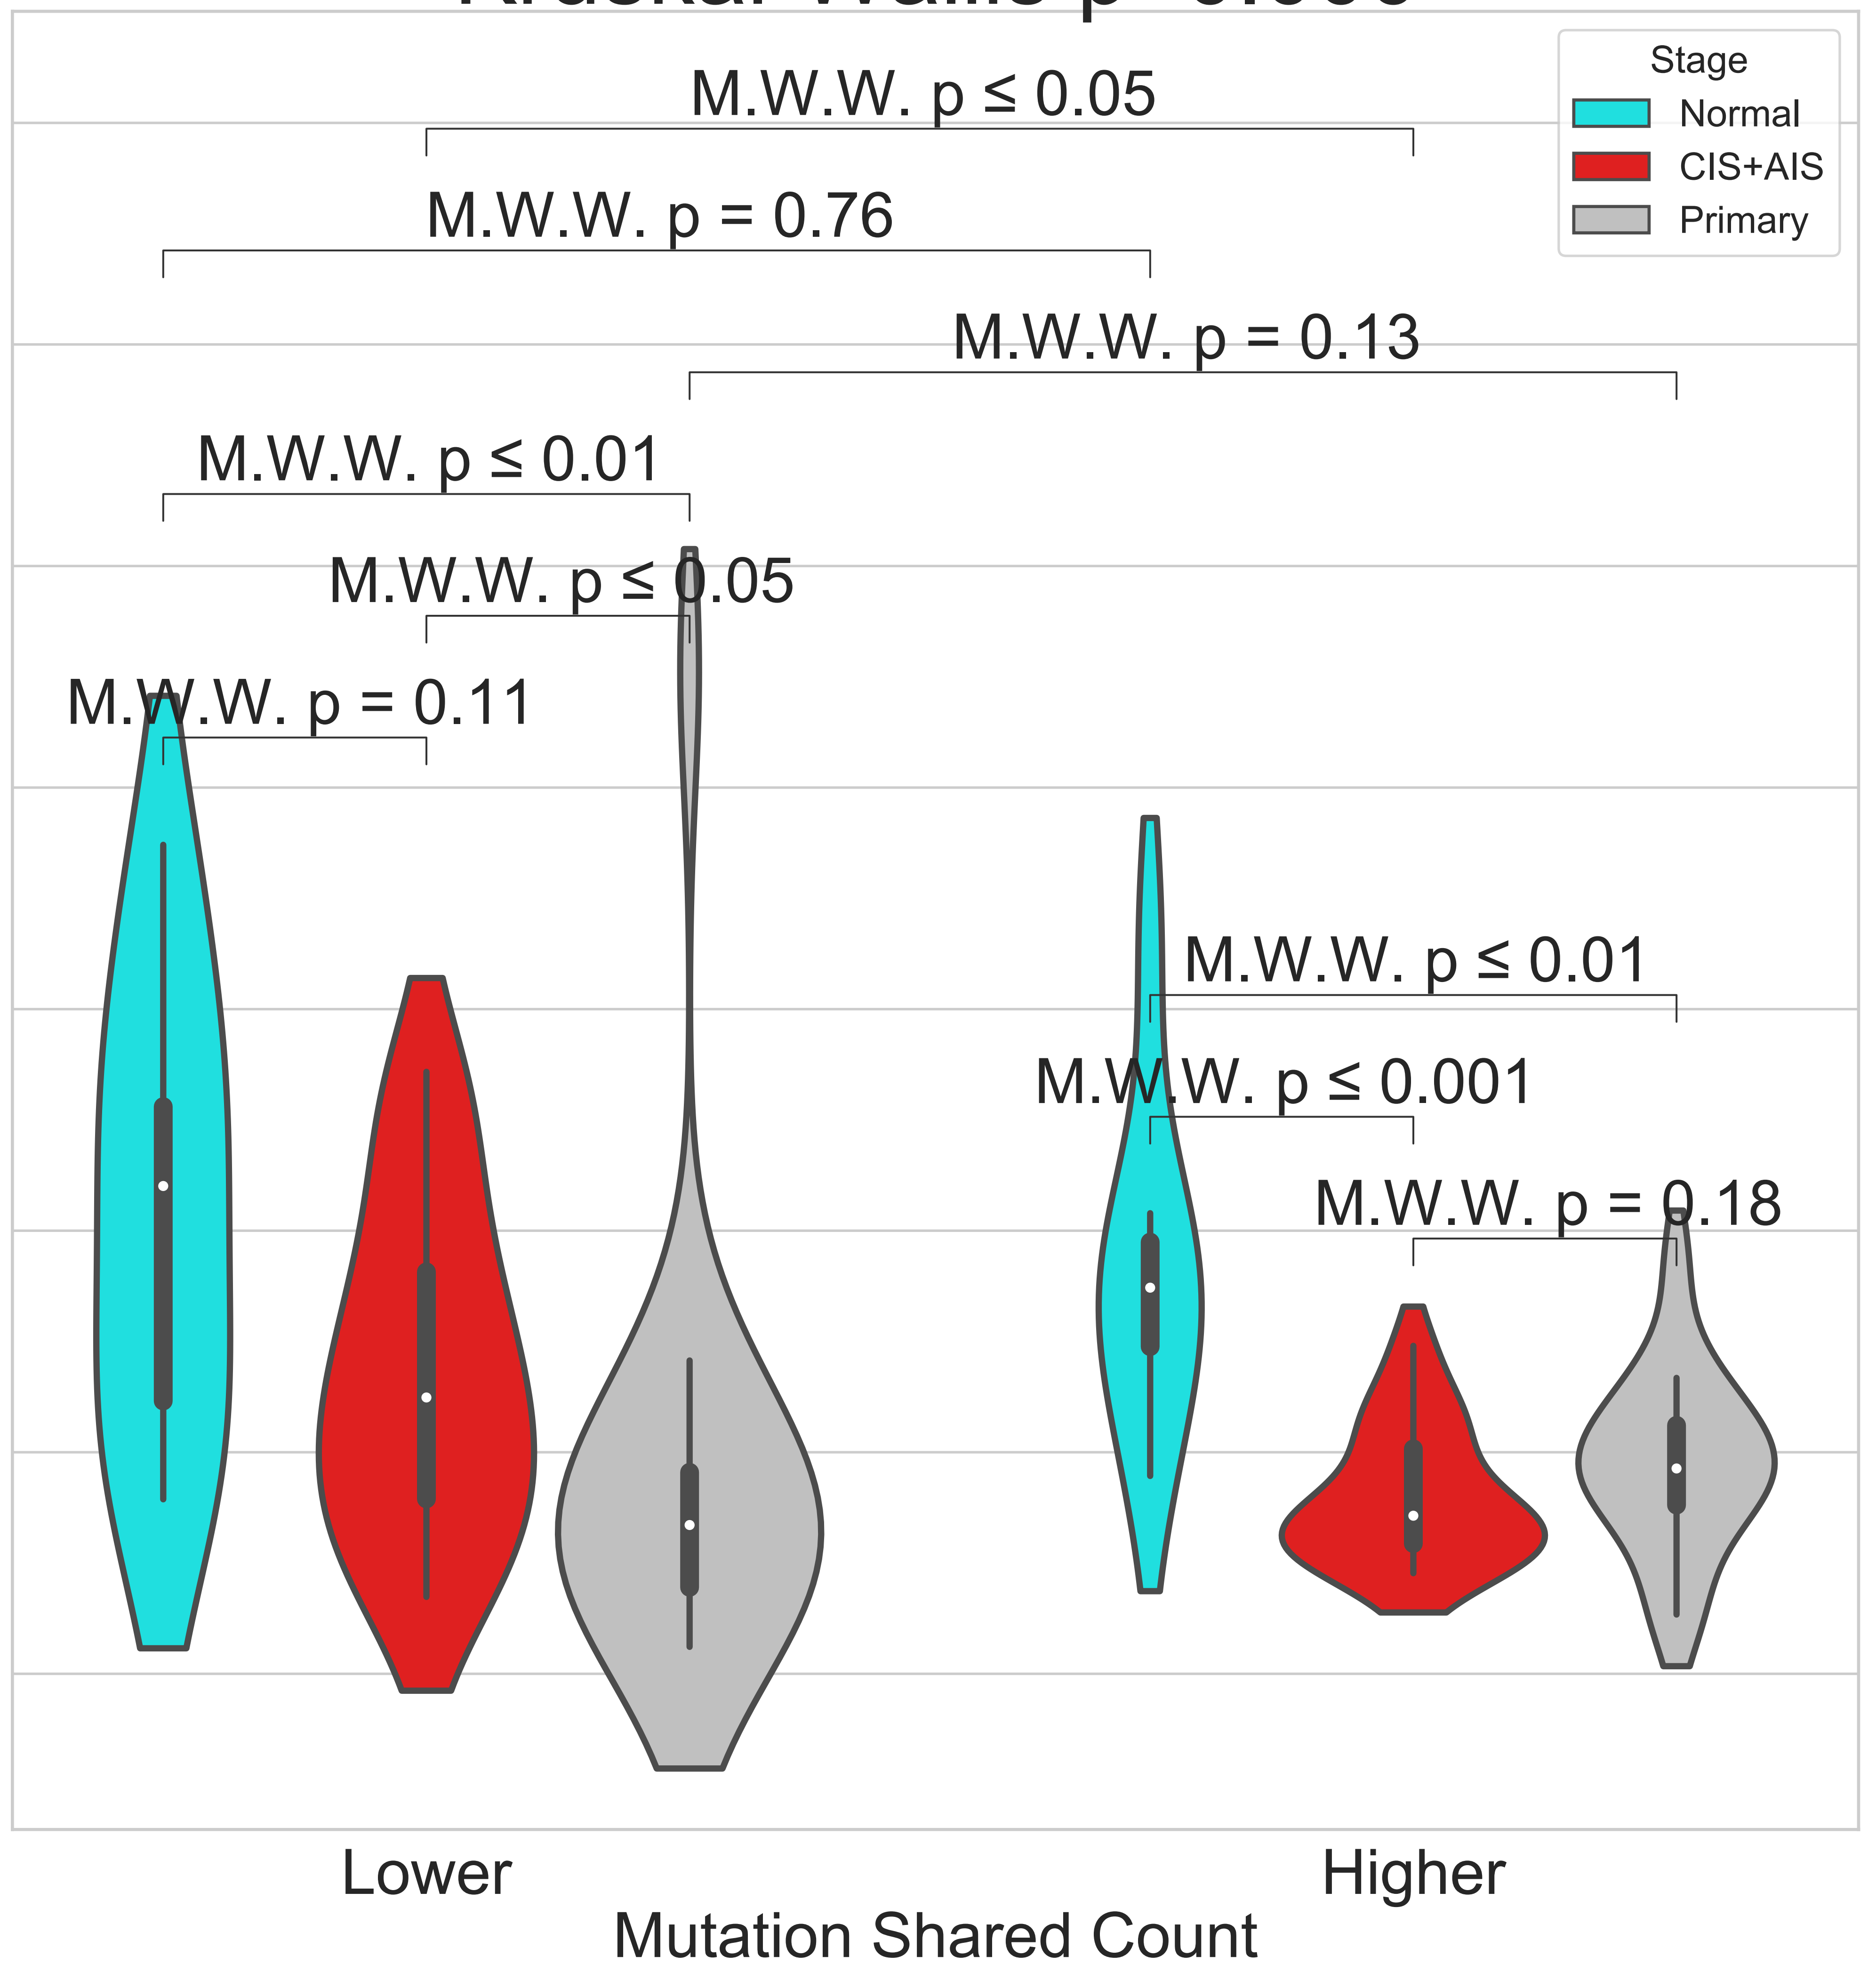 M.W.W. p ≤ 0.05
M.W.W. p = 0.76
M.W.W. p = 0.13
M.W.W. p ≤ 0.01
M.W.W. p ≤ 0.05
M.W.W. p = 0.11
M.W.W. p ≤ 0.01
M.W.W. p ≤ 0.001
M.W.W. p = 0.18
Stage
Normal
CIS+AIS
Primary
Lower
Higher
Mutation Shared Count